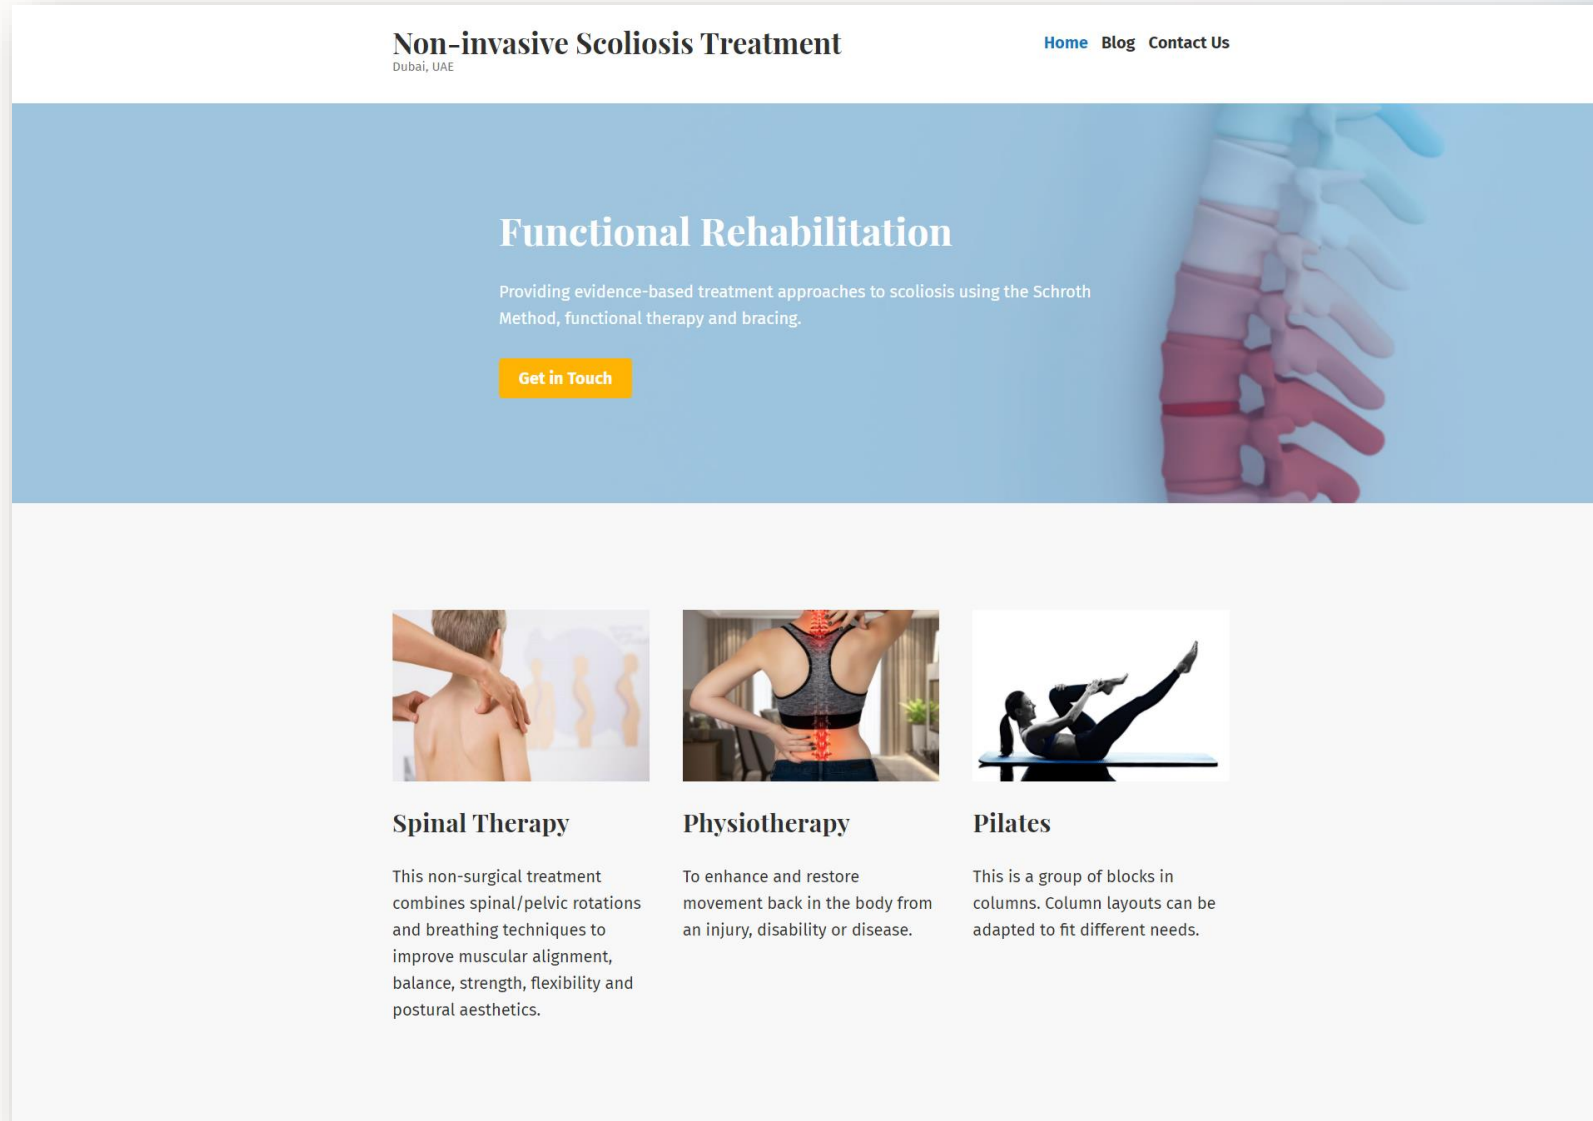 Non-invasive Scoliosis Treatment
Dubai, UAE
Home Blog Contact Us
Functional Rehabilitation
Providing evidence-based treatment approaches to scoliosis using the Schroth
Method, functional therapy and bracing.
Get in Touch
Spinal Therapy
This non-surgical treatment
combines spinal/pelvic rotations
and breathing techniques to
improve muscular alignment,
balance, strength, flexibility and
postural aesthetics.
Physiotherapy
To enhance and restore
movement back in the body from
an injury, disability or disease.
Pilates
This is a group of blocks in
columns. Column layouts can be
adapted to fit different needs.